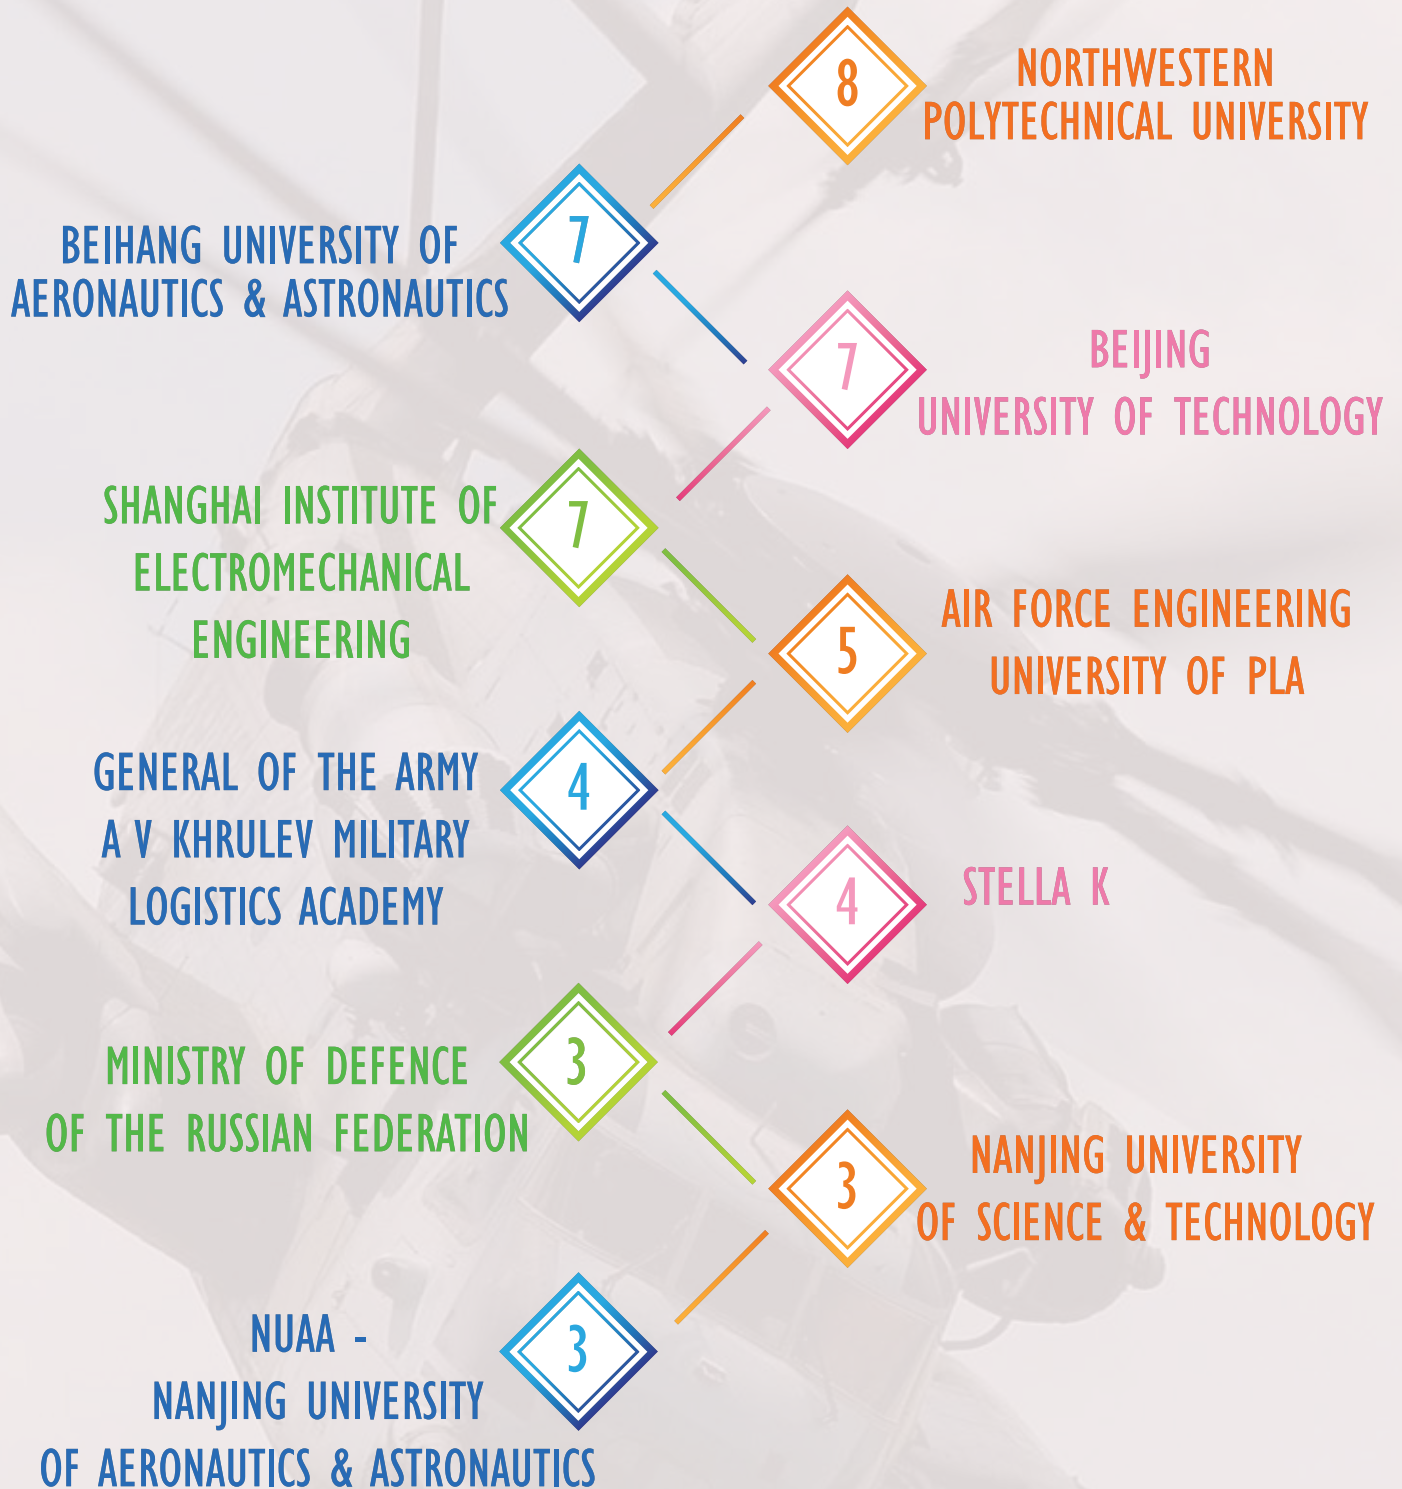 8
NORTHWESTERN
POLYTECHNICAL UNIVERSITY
7
BEIHANG UNIVERSITY OF
AERONAUTICS & ASTRONAUTICS
7
BEIJING
UNIVERSITY OF TECHNOLOGY
7
SHANGHAI INSTITUTE OF
ELECTROMECHANICAL
ENGINEERING
5
AIR FORCE ENGINEERING
UNIVERSITY OF PLA
4
GENERAL OF THE ARMY
A V KHRULEV MILITARY
LOGISTICS ACADEMY
4
STELLA K
3
MINISTRY OF DEFENCE
OF THE RUSSIAN FEDERATION
3
NANJING UNIVERSITY
OF SCIENCE & TECHNOLOGY
3
NUAA -
NANJING UNIVERSITY
OF AERONAUTICS & ASTRONAUTICS